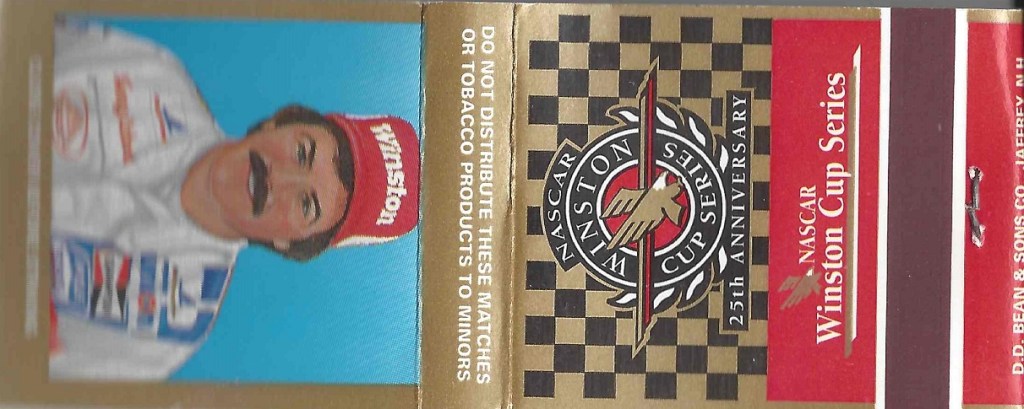 Winston
DO NOT DISTRIBUTE THESE MATCHES
OR TOBACCO PRODUCTS TO MINORS
NASCAR
WINSTON
CUP SERIES
25th ANNIVERSARY
NASCAR
Winston Cup Series
D.D. BEAN & SONS CO., JAFFREY, N.H.